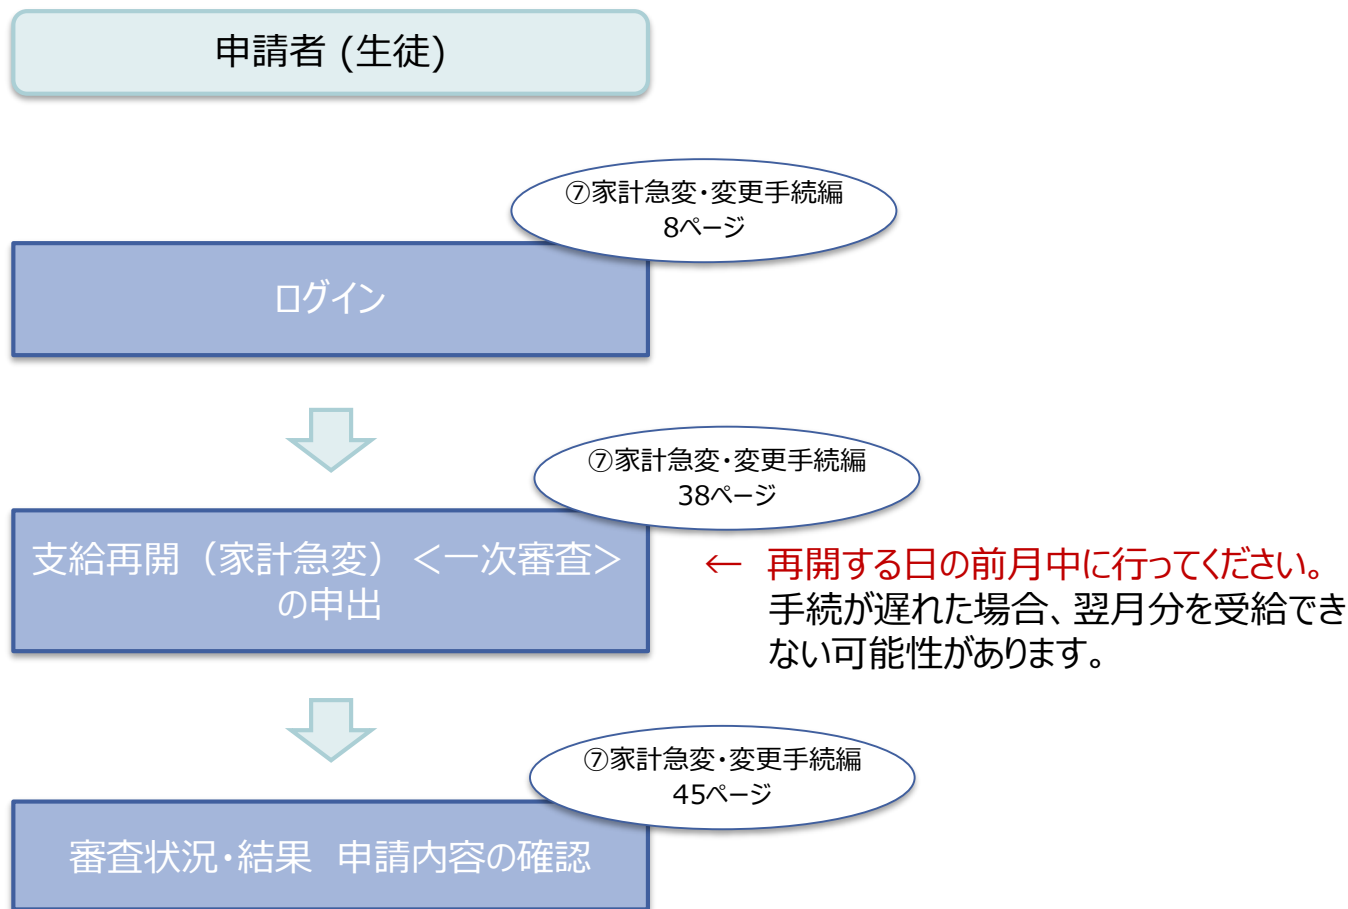 申請者 (生徒)
⑦家計急変・変更手続編
8ページ
ログイン
⑦家計急変・変更手続編
38ページ
支給再開（家計急変）＜一次審査＞
の申出
← 再開する日の前月中に行ってください。
手続が遅れた場合、翌月分を受給でき
ない可能性があります。
⑦家計急変・変更手続編
45ページ
審査状況・結果　申請内容の確認